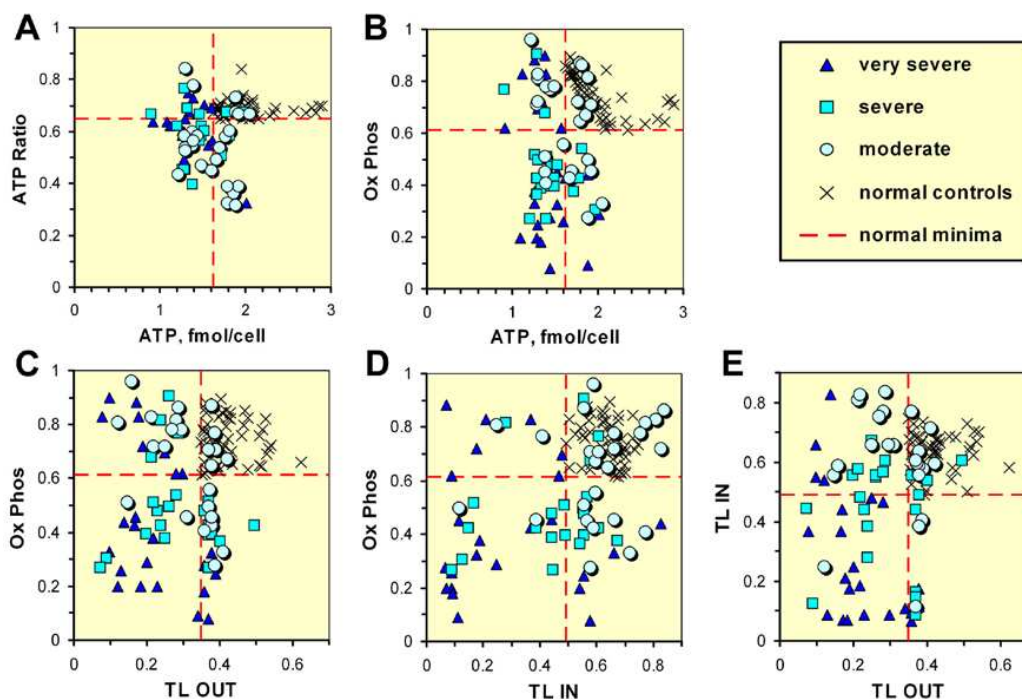 A
ATP Ratio
1
0.8
0.6
0.4
0.2
0
0 1 2 3
ATP, fmol/cell
B
Ox Phos
1
0.8
0.6
0.4
0.2
0
0 1 2 3
ATP, fmol/cell
very severe
severe
moderate
normal controls
normal minima
C
Ox Phos
1
0.8
0.6
0.4
0.2
0
0 0.2 0.4 0.6
TL OUT
D
Ox Phos
1
0.8
0.6
0.4
0.2
0
0 0.2 0.4 0.6 0.8
TL IN
E
TL IN
1
0.8
0.6
0.4
0.2
0
0 0.2 0.4 0.6
TL OUT